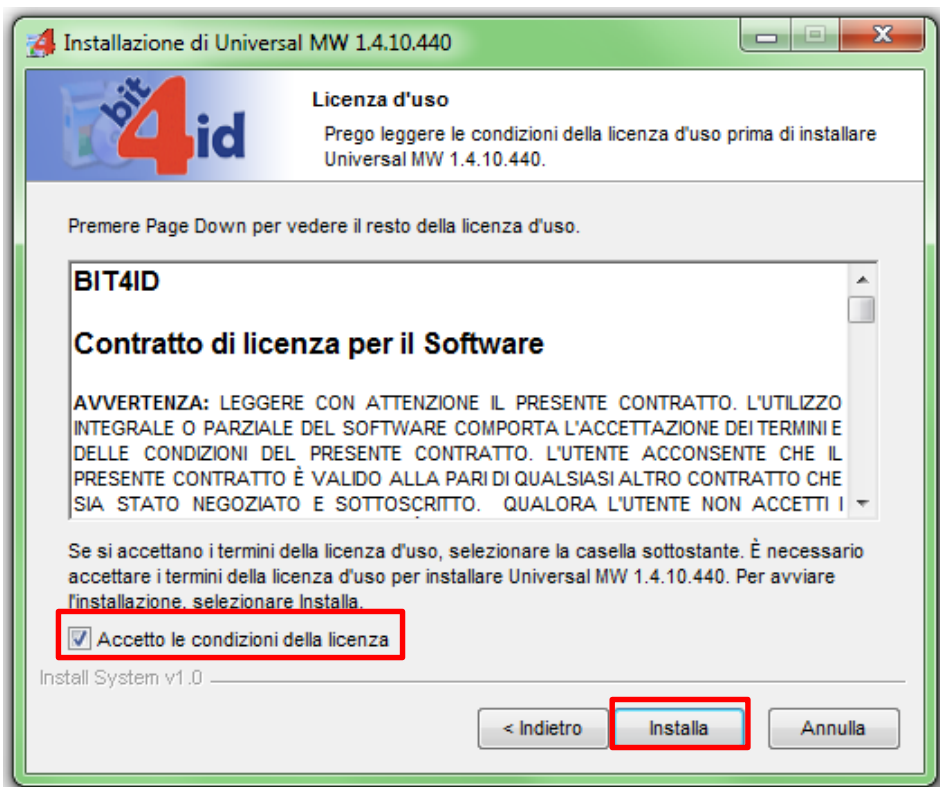 Installazione di Universal MW 1.4.10.440
bit
4id
Licenza d'uso
Prego leggere le condizioni della licenza d'uso prima di installare
Universal MW 1.4.10.440.
Premere Page Down per vedere il resto della licenza d'uso.
BIT4ID
Contratto di licenza per il Software
AVVERTENZA: LEGGERE CON ATTENZIONE IL PRESENTE CONTRATTO. L'UTILIZZO
INTEGRALE O PARZIALE DEL SOFTWARE COMPORTA L'ACCETTAZIONE DEI TERMINI E
DELLE CONDIZIONI DEL PRESENTE CONTRATTO. L'UTENTE ACCONSENTE CHE IL
PRESENTE CONTRATTO È VALIDO ALLA PARI DI QUALSIASI ALTRO CONTRATTO CHE
SIA STATO NEGOZIATO E SOTTOSCRITTO. QUALORA L'UTENTE NON ACCETTI I
Se si accettano i termini della licenza d'uso, selezionare la casella sottostante. È necessario
accettare i termini della licenza d'uso per installare Universal MW 1.4.10.440. Per avviare
l'installazione, selezionare Installa.
Accetto le condizioni della licenza
Install System v1.0
< Indietro
Installa
Annulla